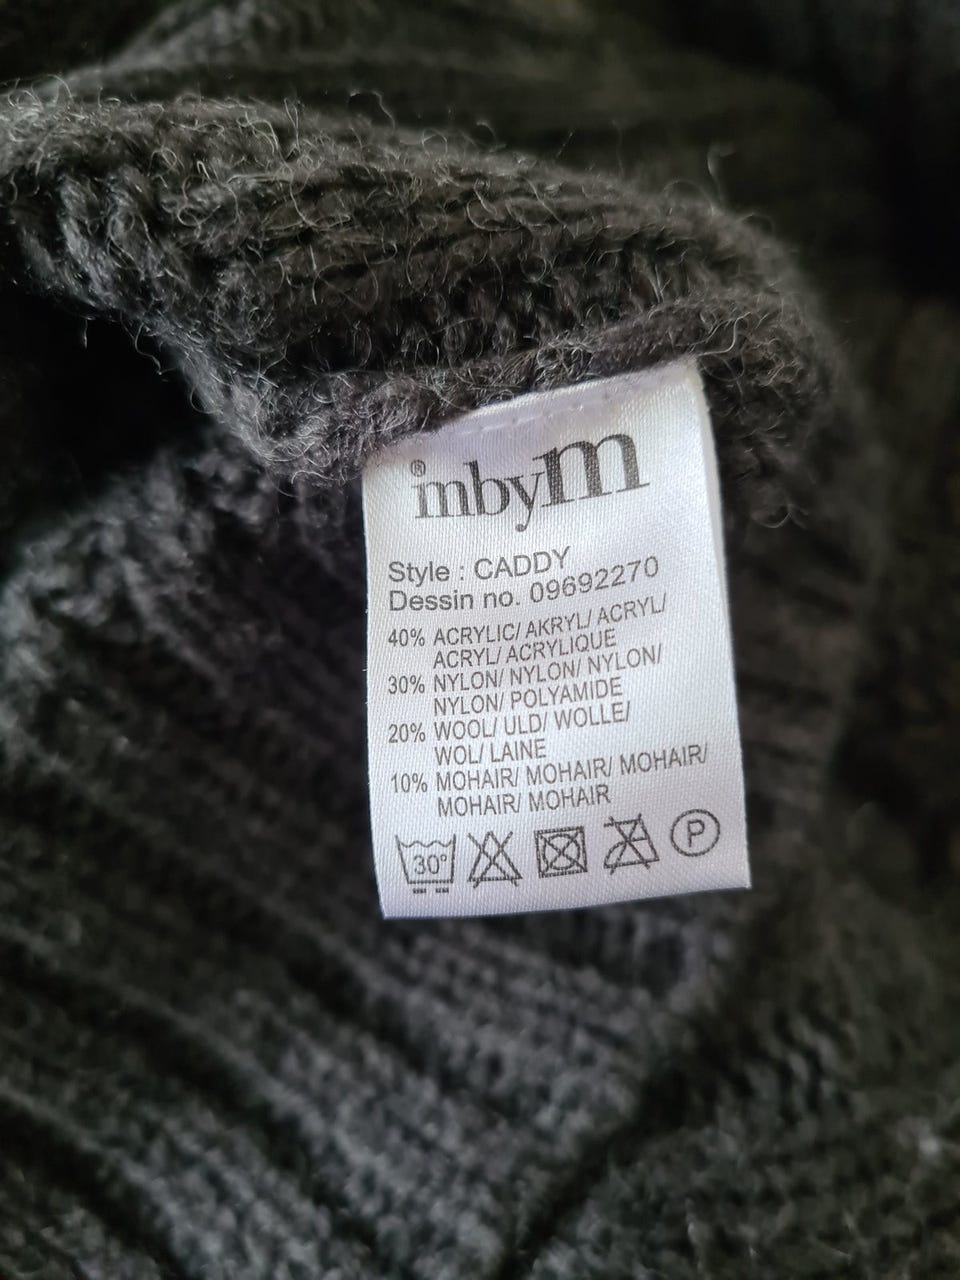 ®imbym
Style : CADDY
Dessin no. 09692270
40% ACRYLIC/ AKRYL/ ACRYL/
ACRYL/ ACRYLIQUE
30% NYLON/ NYLON/ NYLON/
NYLON/ POLYAMIDE
20% WOOL/ ULD/ WOLLE/
WOL/ LAINE
10% MOHAIR/ MOHAIR/ MOHAIR/
MOHAIR/ MOHAIR
30° P